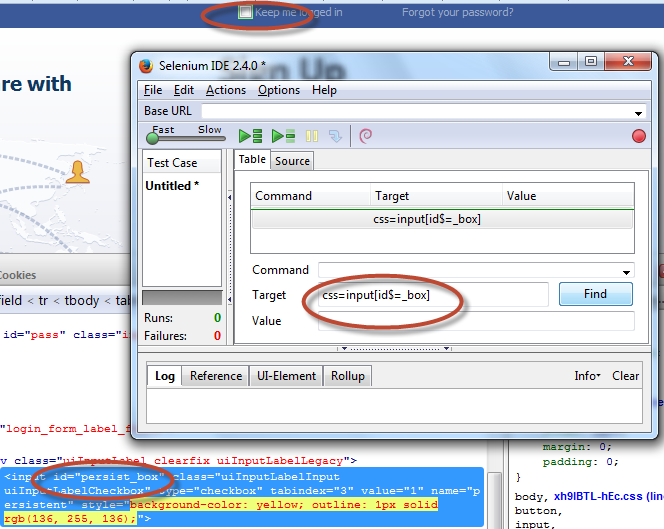 Keep me logged in Forgot your password?
Sign Up
re with
Selenium IDE 2.4.0 *
File Edit Actions Options Help
Base URL
Fast Slow
Test Case
Untitled *
Runs: 0
Failures: 0
Table Source
Command Target Value
css=input[id$=_box]
Command
Target css=input[id$=_box] Find
Value
Log Reference UI-Element Rollup Info Clear
Cookies
field < tr < tbody < tab
id="pass" class="i
"login_form_label_f
v class="uiInputLabel clearfix uiInputLabelLegacy">
<input id="persist_box" class="uiInputLabelInput
uiInputLabelCheckbox" type="checkbox" tabindex="3" value="1" name="p
ersistent" style="background-color: yellow; outline: 1px solid
rgb(136, 255, 136);">
margin: 0;
padding: 0;
}
body, xh9IBTL-hEc.css (line
button,
input,